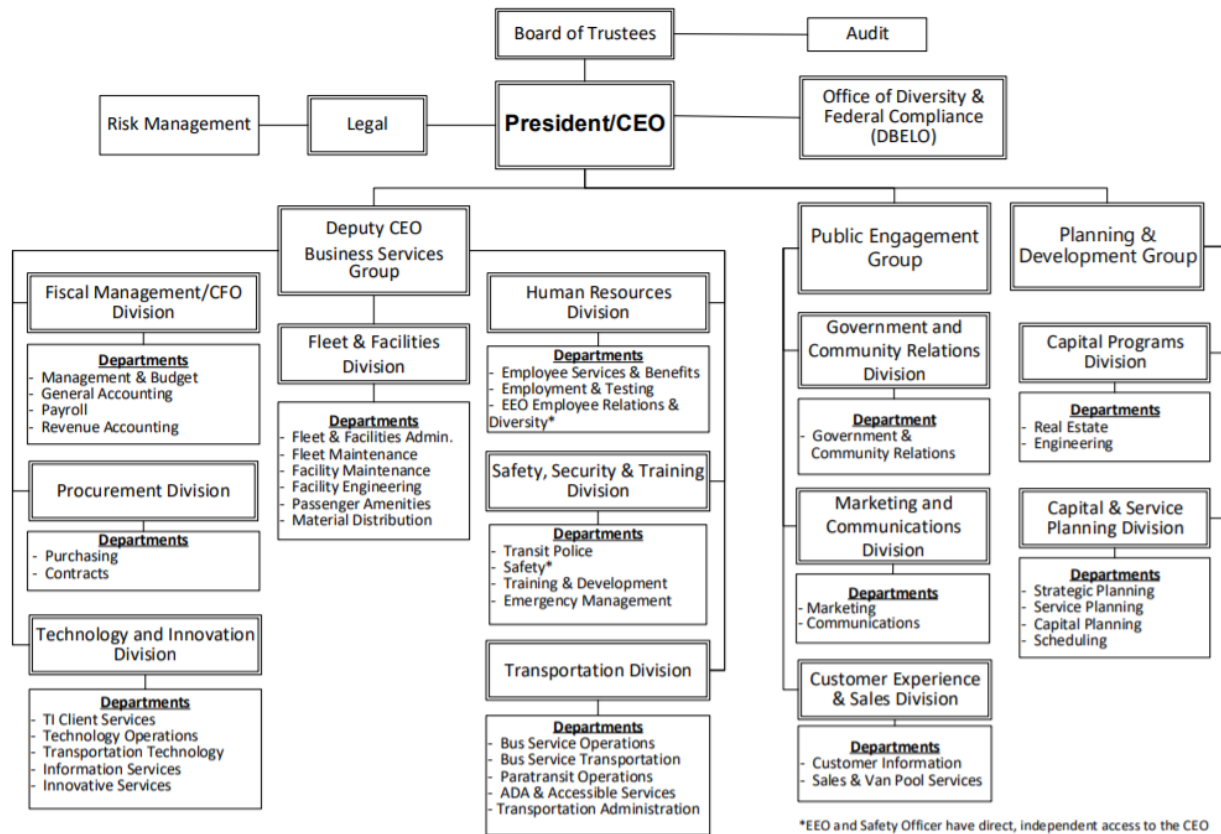 Board of Trustees
Audit
Risk Management
Legal
President/CEO
Office of Diversity &
Federal Compliance
(DBELO)
Deputy CEO
Business Services
Group
Public Engagement
Group
Planning &
Development Group
Fiscal Management/CFO
Division
Departments
- Management & Budget
- General Accounting
- Payroll
- Revenue Accounting
Procurement Division
Departments
- Purchasing
- Contracts
Technology and Innovation
Division
Departments
- TI Client Services
- Technology Operations
- Transportation Technology
- Information Services
- Innovative Services
Fleet & Facilities
Division
Departments
- Fleet & Facilities Admin.
- Fleet Maintenance
- Facility Maintenance
- Facility Engineering
- Passenger Amenities
- Material Distribution
Human Resources
Division
Departments
- Employee Services & Benefits
- Employment & Testing
- EEO Employee Relations &
Diversity*
Safety, Security & Training
Division
Departments
- Transit Police
- Safety*
- Training & Development
- Emergency Management
Transportation Division
Departments
- Bus Service Operations
- Bus Service Transportation
- Paratransit Operations
- ADA & Accessible Services
- Transportation Administration
Government and
Community Relations
Division
Department
- Government &
Community Relations
Marketing and
Communications
Division
Departments
- Marketing
- Communications
Customer Experience
& Sales Division
Departments
- Customer Information
- Sales & Van Pool Services
Capital Programs
Division
Departments
- Real Estate
- Engineering
Capital & Service
Planning Division
Departments
- Strategic Planning
- Service Planning
- Capital Planning
- Scheduling
*EEO and Safety Officer have direct, independent access to the CEO